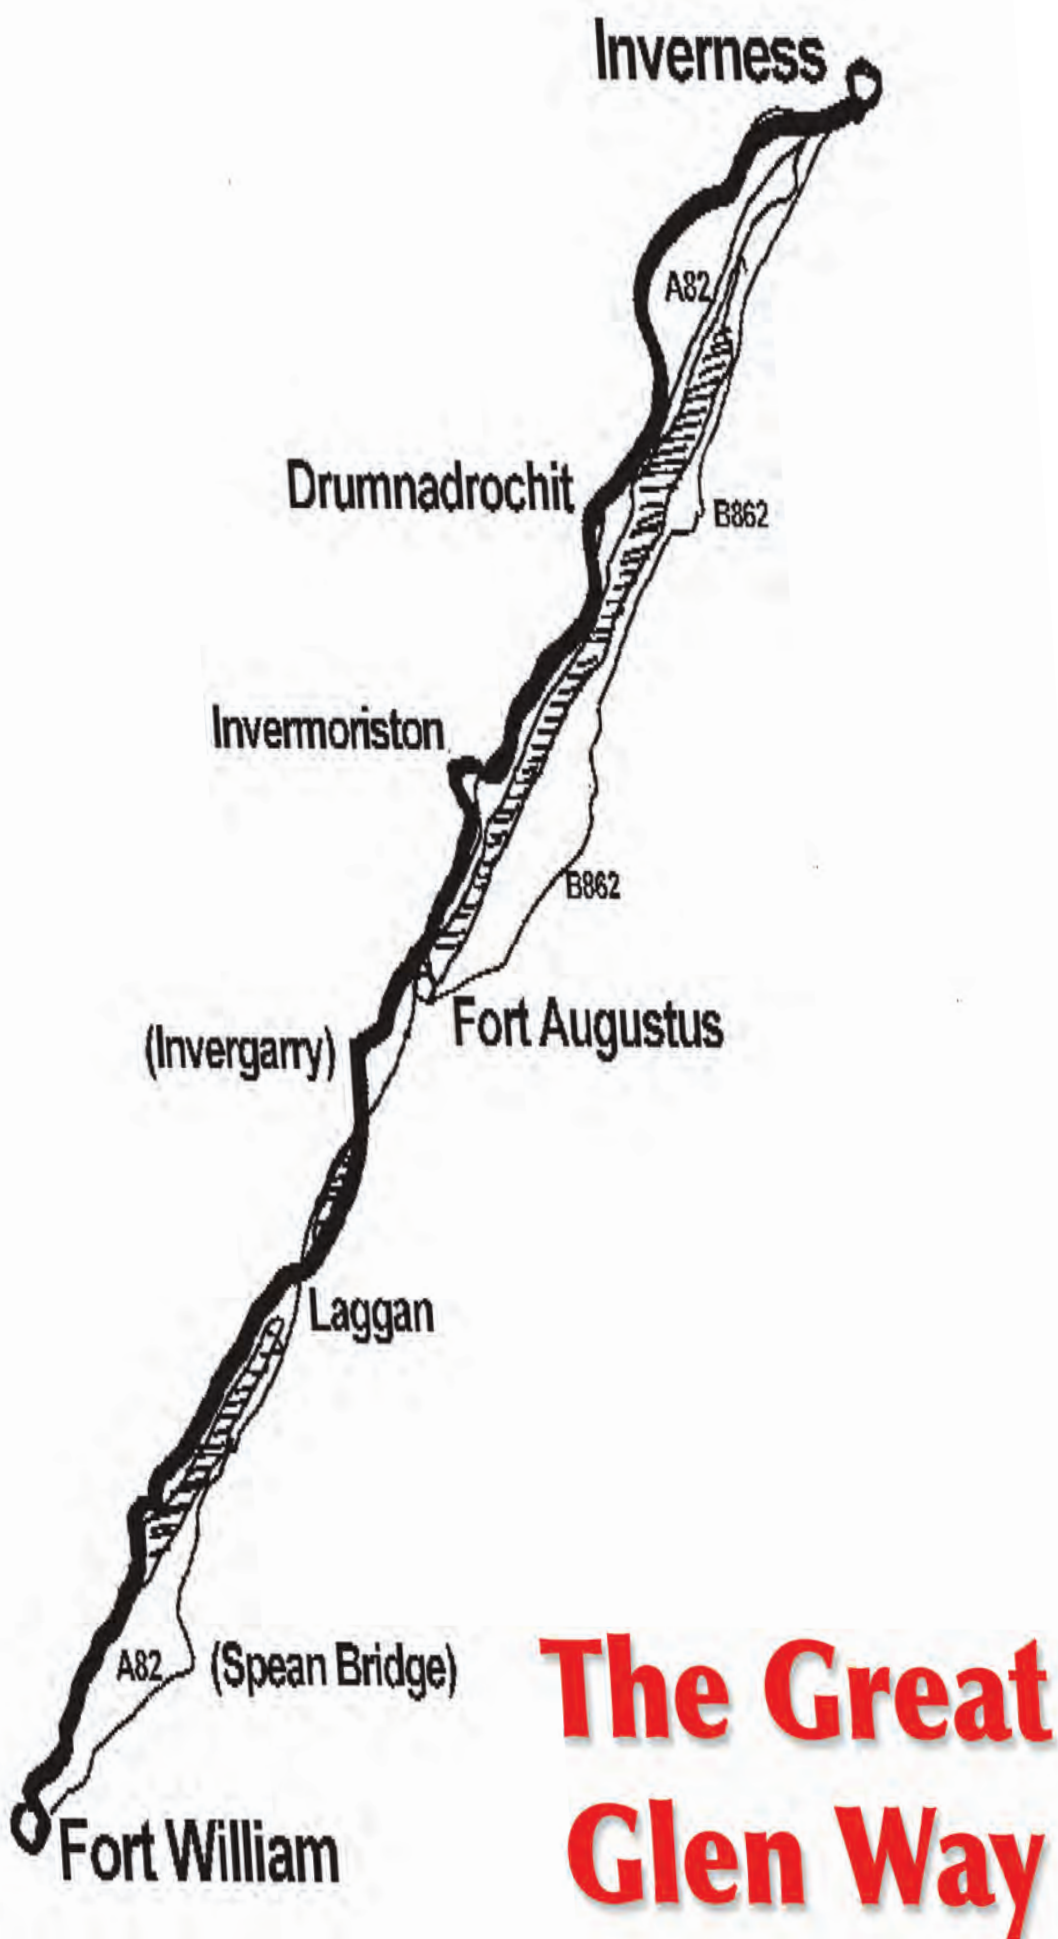 Inverness
A82
Drumnadrochit
B862
Invermoriston
B862
Fort Augustus
(Invergarry)
Laggan
A82
(Spean Bridge)
The Great
Glen Way
Fort William